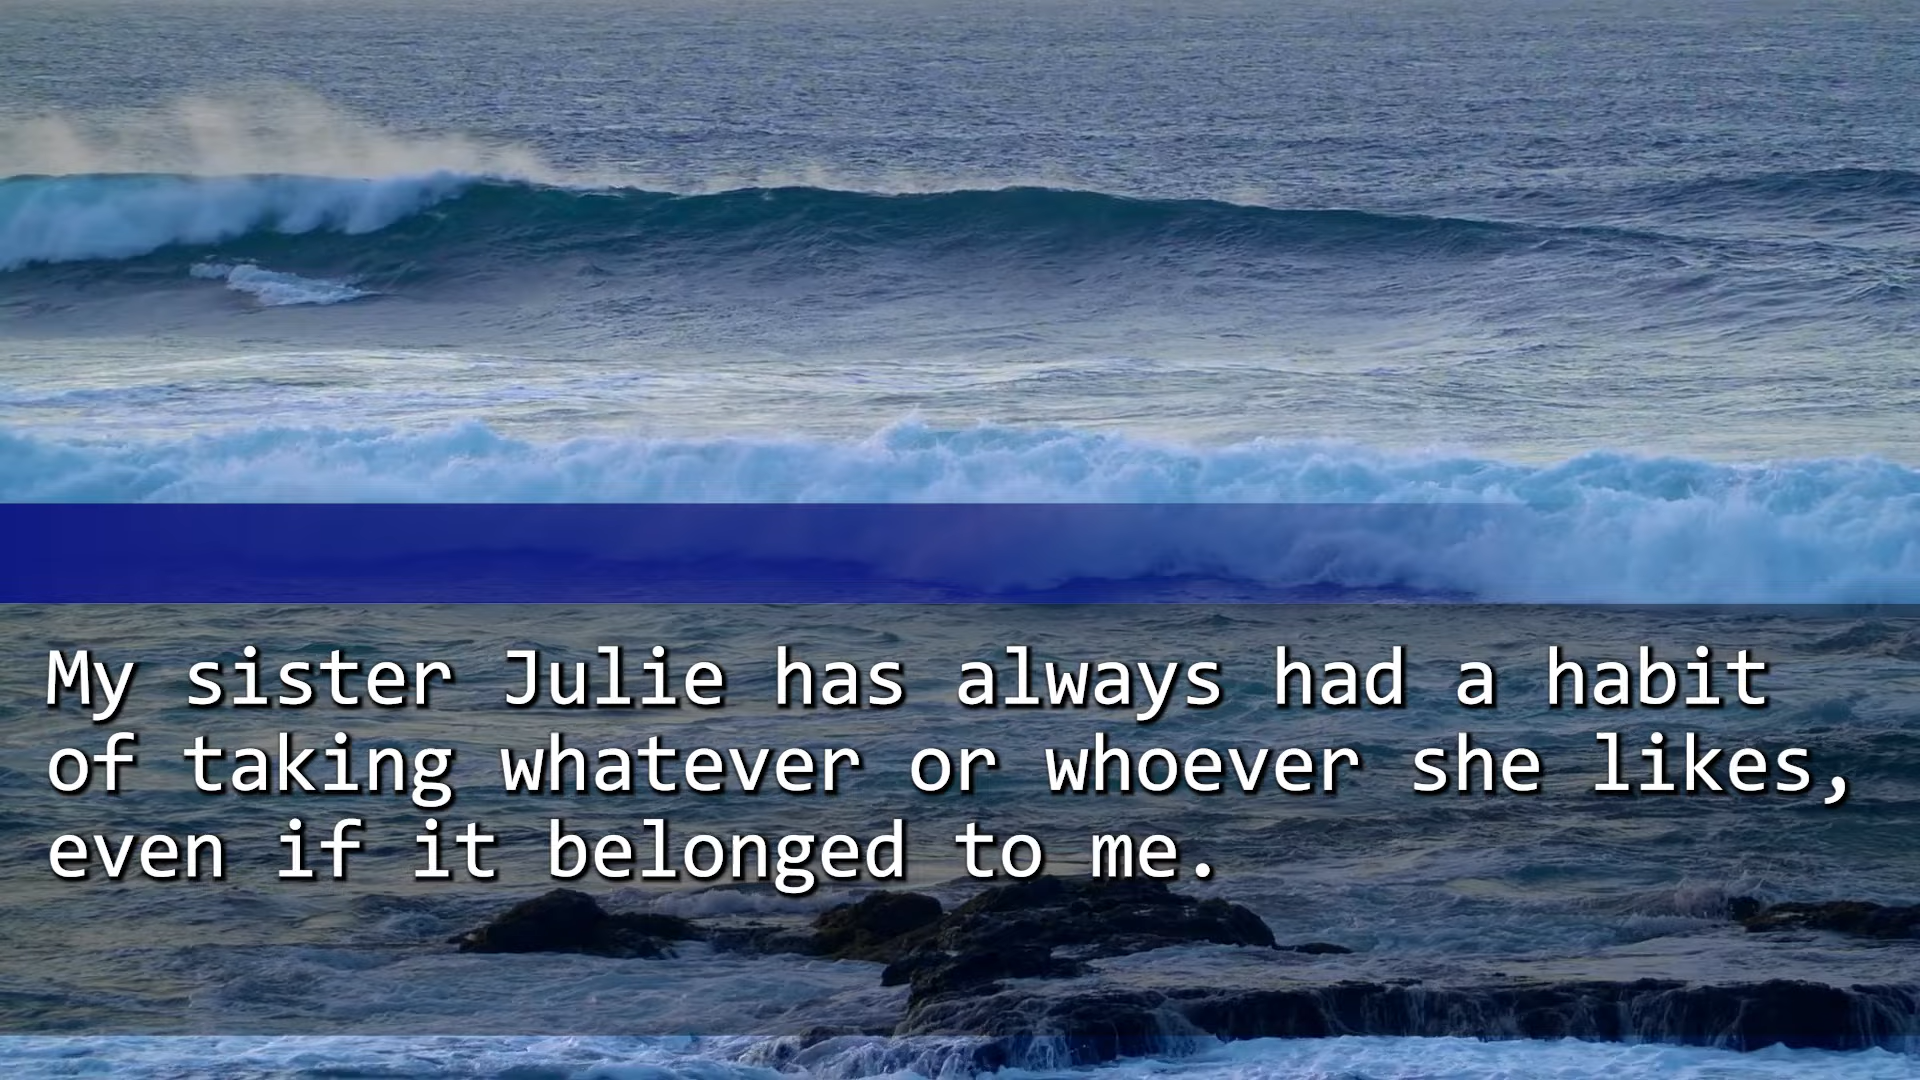 My sister Julie has always had a habit
of taking whatever or whoever she likes,
even if it belonged to me.